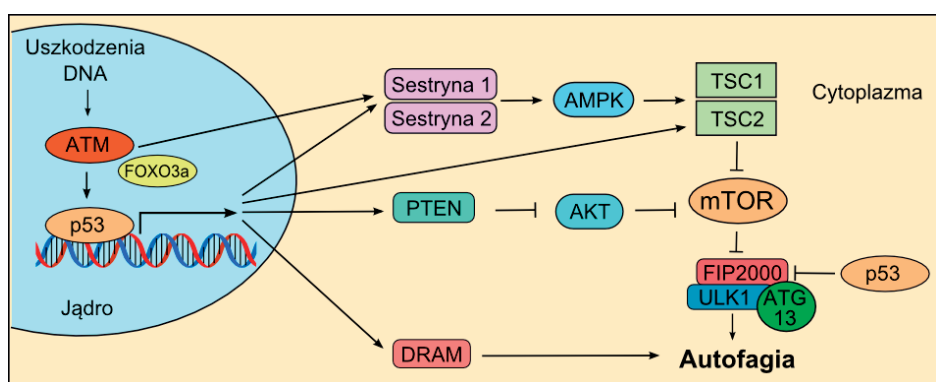 Uszkodzenia
DNA
ATM
FOXO3a
p53
Jądro
Sestryna 1
Sestryna 2
AMPK
TSC1
TSC2
Cytoplazma
PTEN
AKT
mTOR
FIP2000
ULK1
ATG
13
p53
DRAM
Autofagia